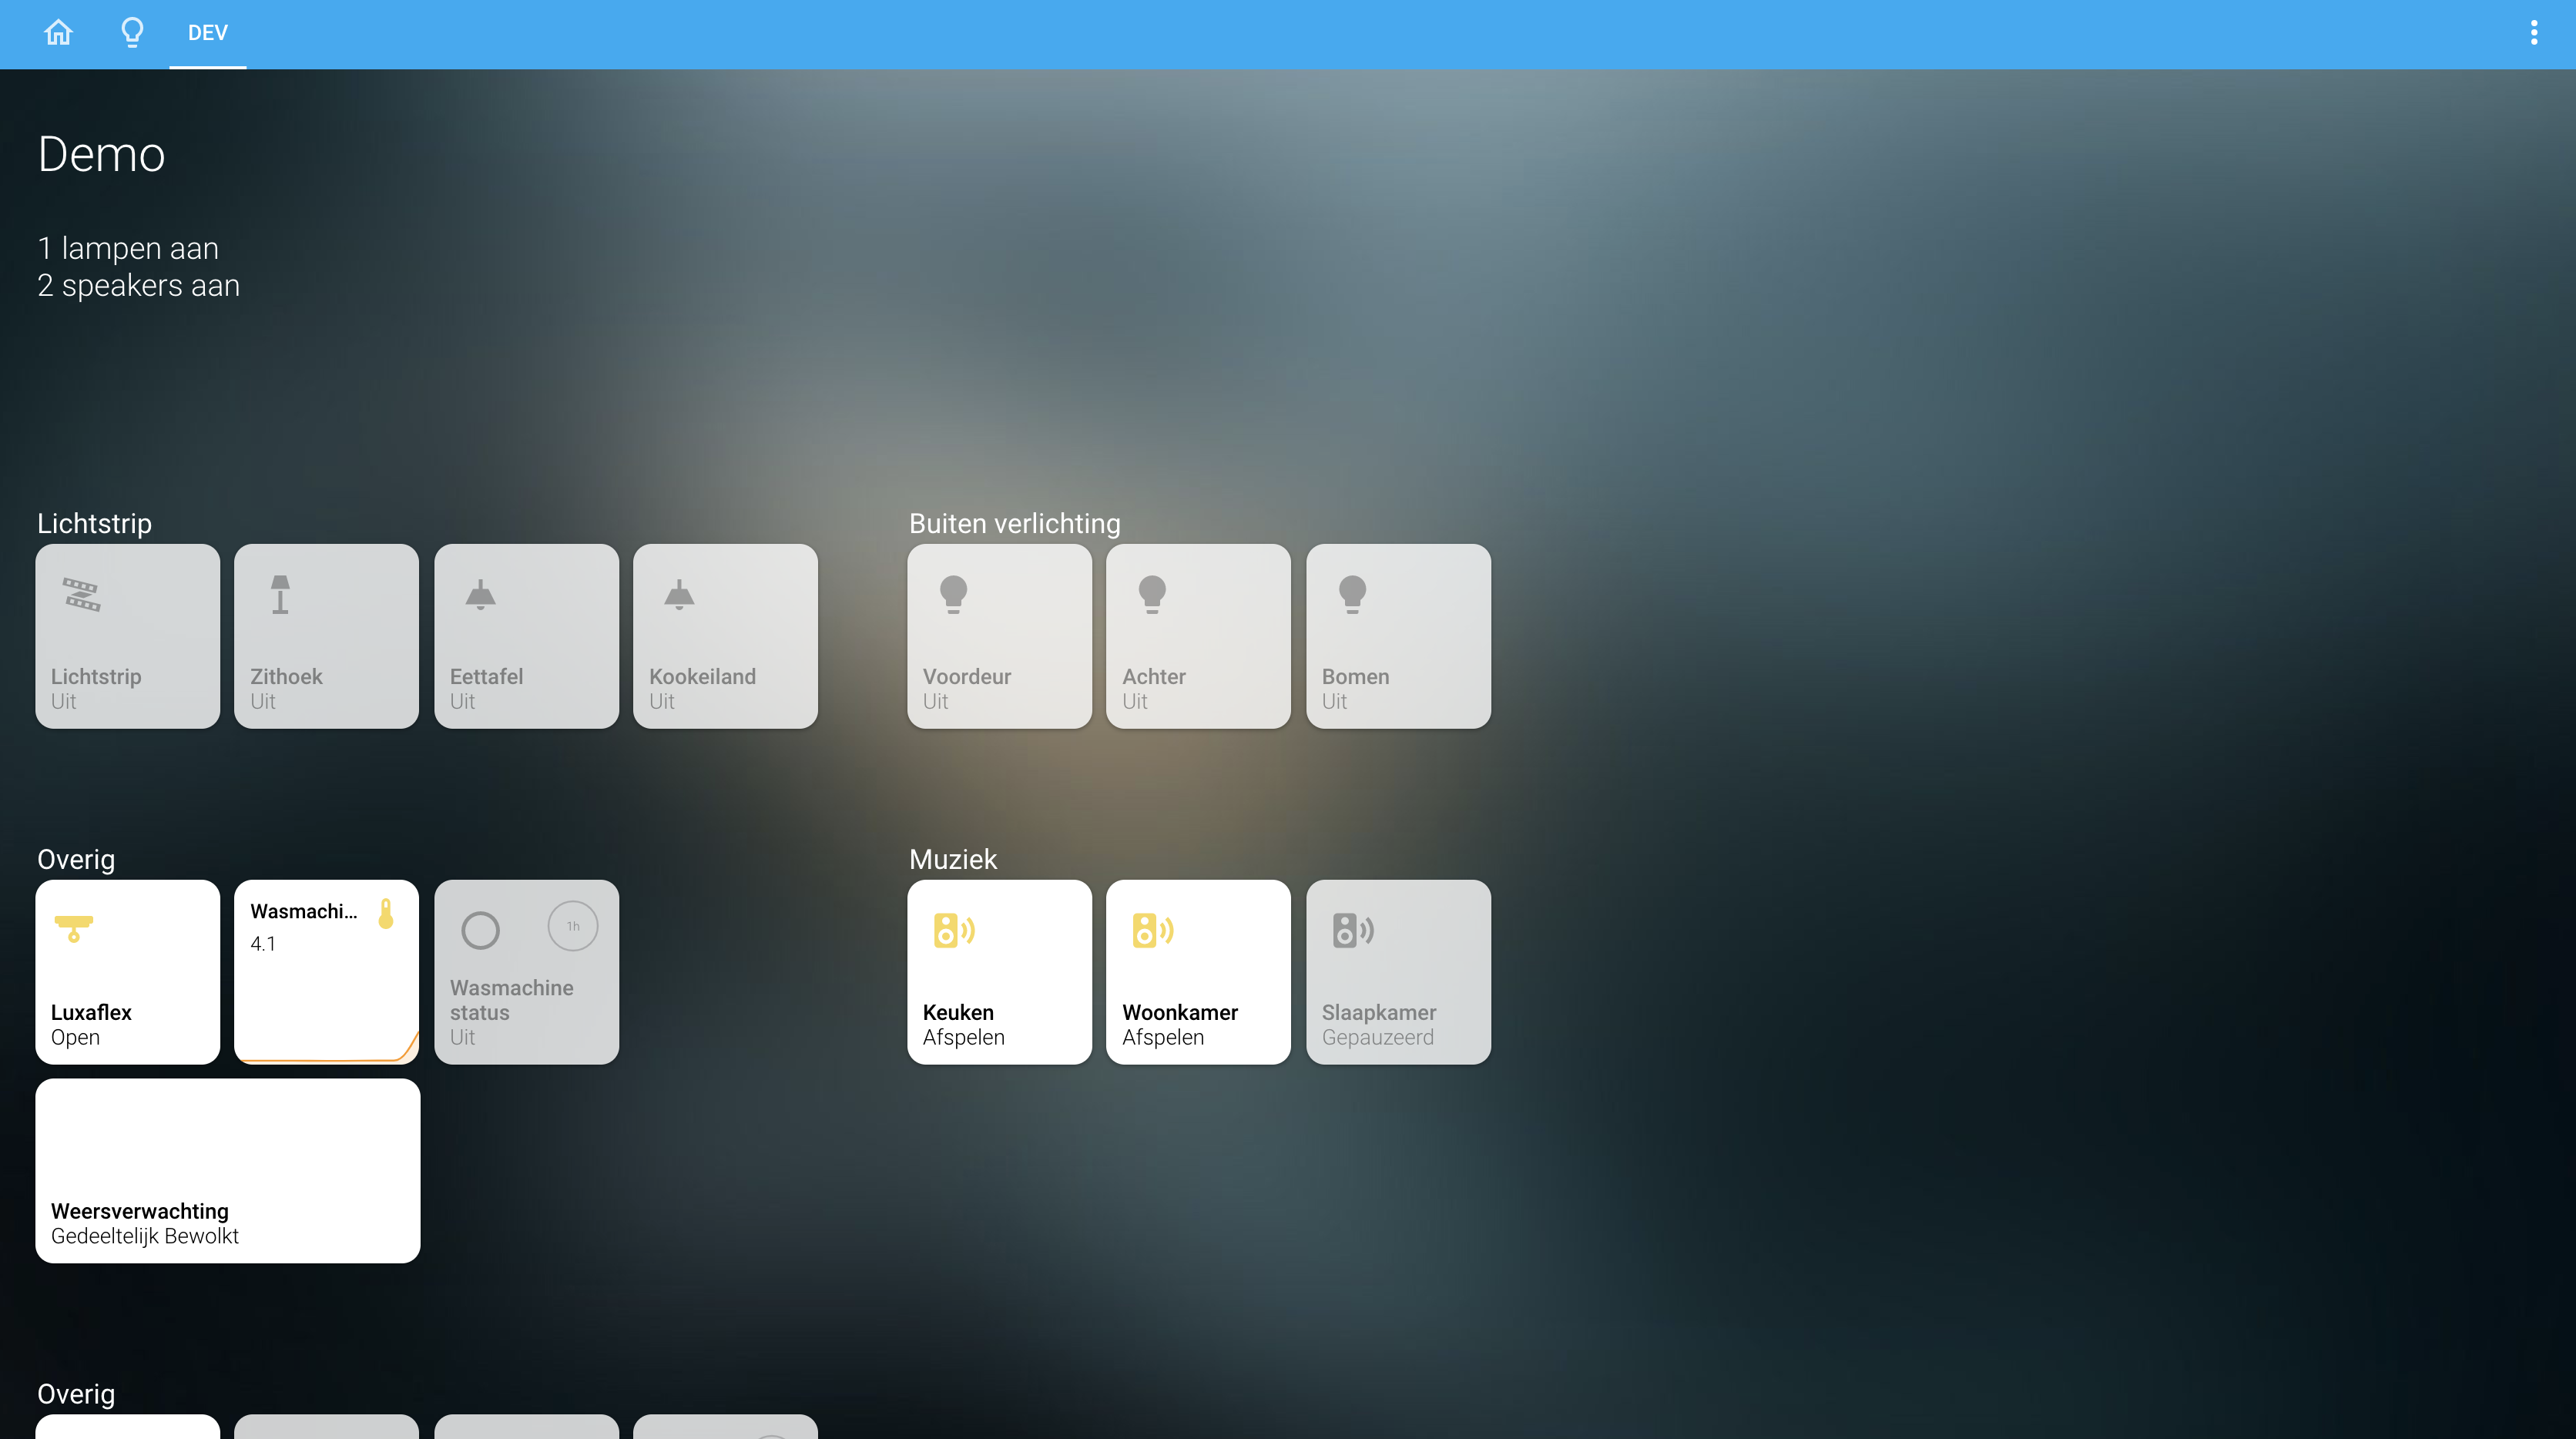 DEV
Demo
1 lampen aan
2 speakers aan
Lichtstrip
Lichtstrip
Uit
Zithoek
Uit
Eettafel
Uit
Kookeiland
Uit
Buiten verlichting
Voordeur
Uit
Achter
Uit
Bomen
Uit
Overig
Luxaflex
Open
Wasmachi...
4.1
1h
Wasmachine
status
Uit
Muziek
Keuken
Afspelen
Woonkamer
Afspelen
Slaapkamer
Gepauzeerd
Weersverwachting
Gedeeltelijk Bewolkt
Overig